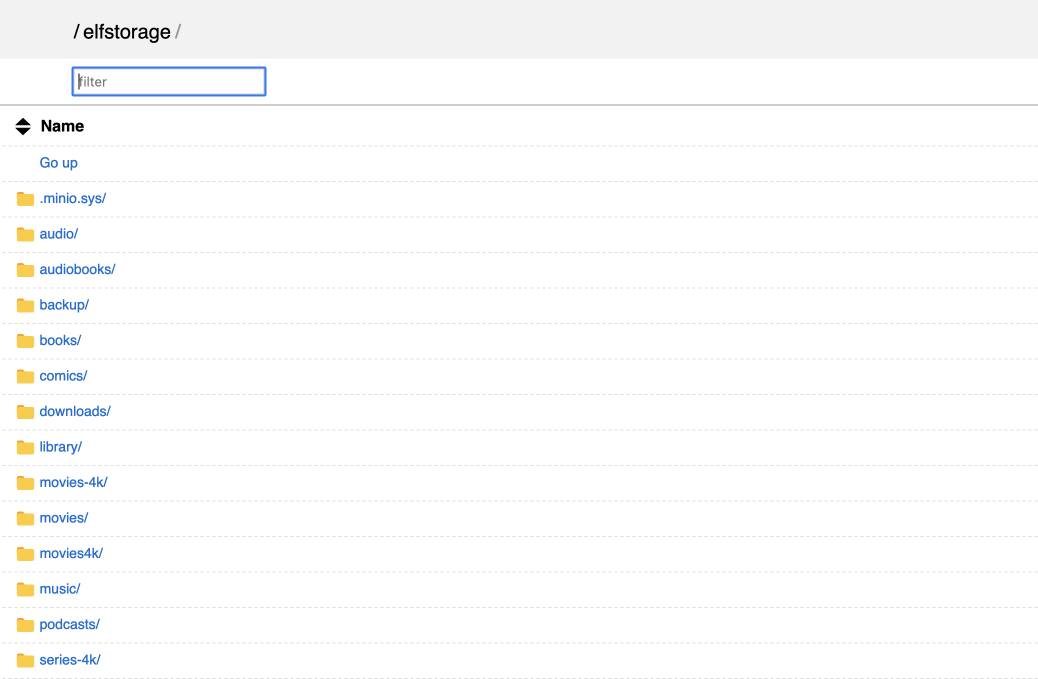 / elfstorage /
filter
Name
Go up
.minio.sys/
audio/
audiobooks/
backup/
books/
comics/
downloads/
library/
movies-4k/
movies/
movies4k/
music/
podcasts/
series-4k/